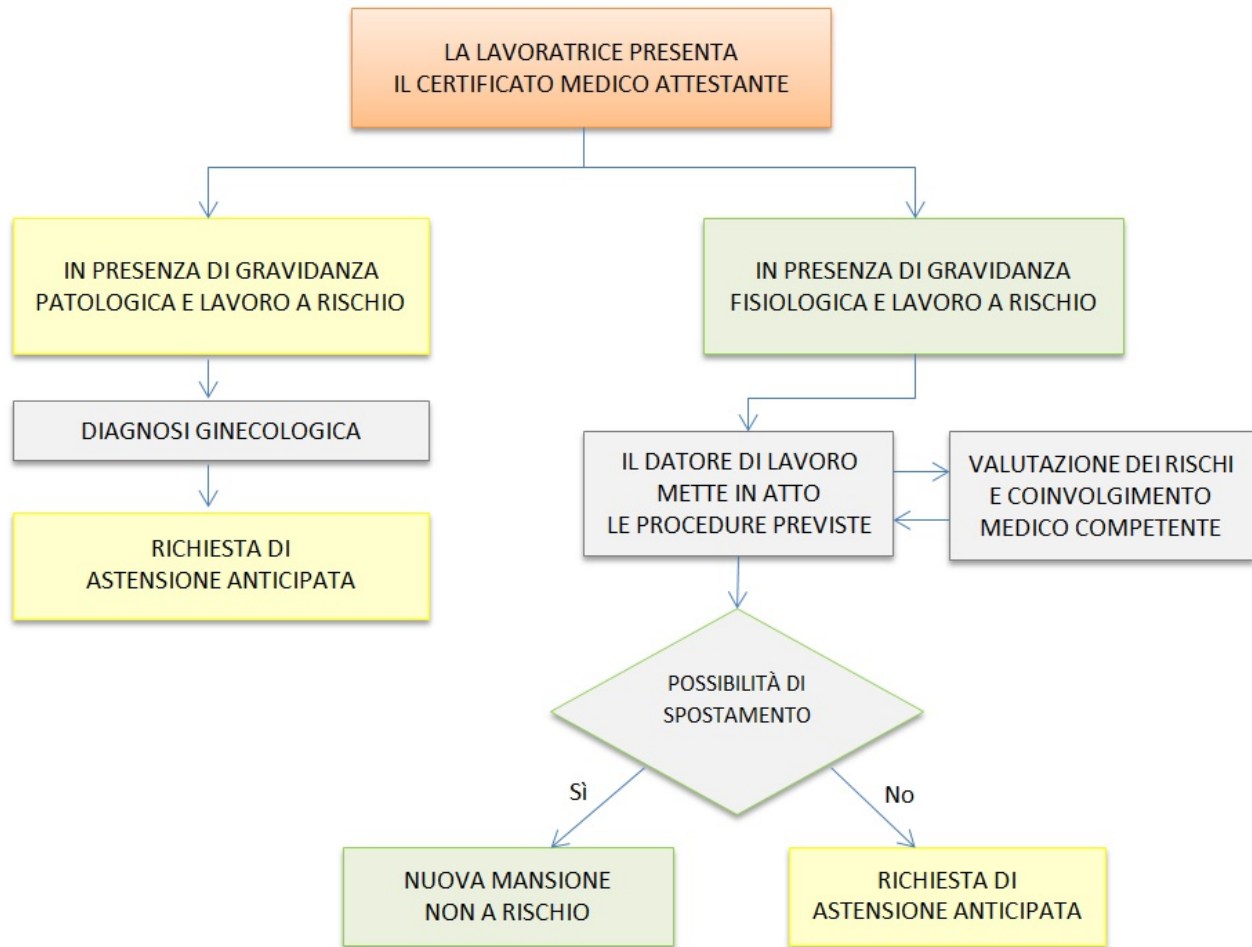 LA LAVORATRICE PRESENTA
IL CERTIFICATO MEDICO ATTESTANTE
IN PRESENZA DI GRAVIDANZA
PATOLOGICA E LAVORO A RISCHIO
IN PRESENZA DI GRAVIDANZA
FISIOLOGICA E LAVORO A RISCHIO
DIAGNOSI GINECOLOGICA
RICHIESTA DI
ASTENSIONE ANTICIPATA
IL DATORE DI LAVORO
METTE IN ATTO
LE PROCEDURE PREVISTE
VALUTAZIONE DEI RISCHI
E COINVOLGIMENTO
MEDICO COMPETENTE
POSSIBILITÀ DI
SPOSTAMENTO
Sì
No
NUOVA MANSIONE
NON A RISCHIO
RICHIESTA DI
ASTENSIONE ANTICIPATA